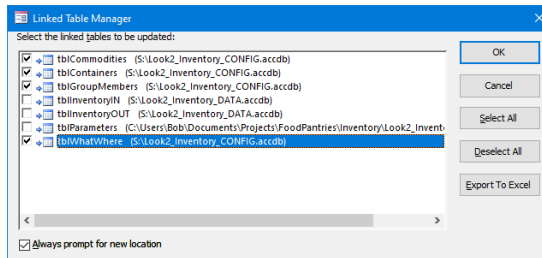 Linked Table Manager
Select the linked tables to be updated:
tblCommodities (S:\Look2_Inventory_CONFIG.accdb)
tblContainers (S:\Look2_Inventory_CONFIG.accdb)
tblGroupMembers (S:\Look2_Inventory_CONFIG.accdb)
tblInventoryIN (S:\Look2_Inventory_DATA.accdb)
tblInventoryOUT (S:\Look2_Inventory_DATA.accdb)
tblParameters (C:\Users\Bob\Documents\Projects\FoodPantries\Inventory\Look2_Invent
tblWhatWhere (S:\Look2_Inventory_CONFIG.accdb)
Always prompt for new location
OK
Cancel
Select All
Deselect All
Export To Excel